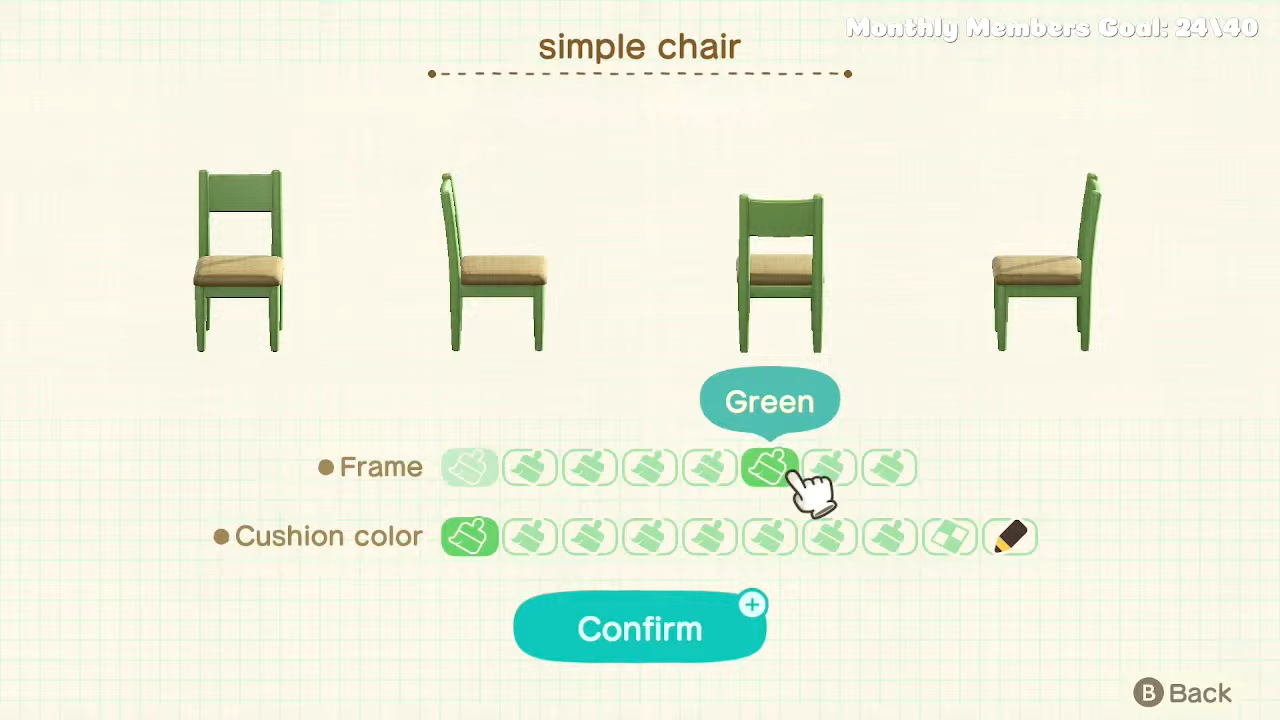 Monthly Members Goal: 24\40
simple chair
Green
Frame
Cushion color
Confirm
B Back